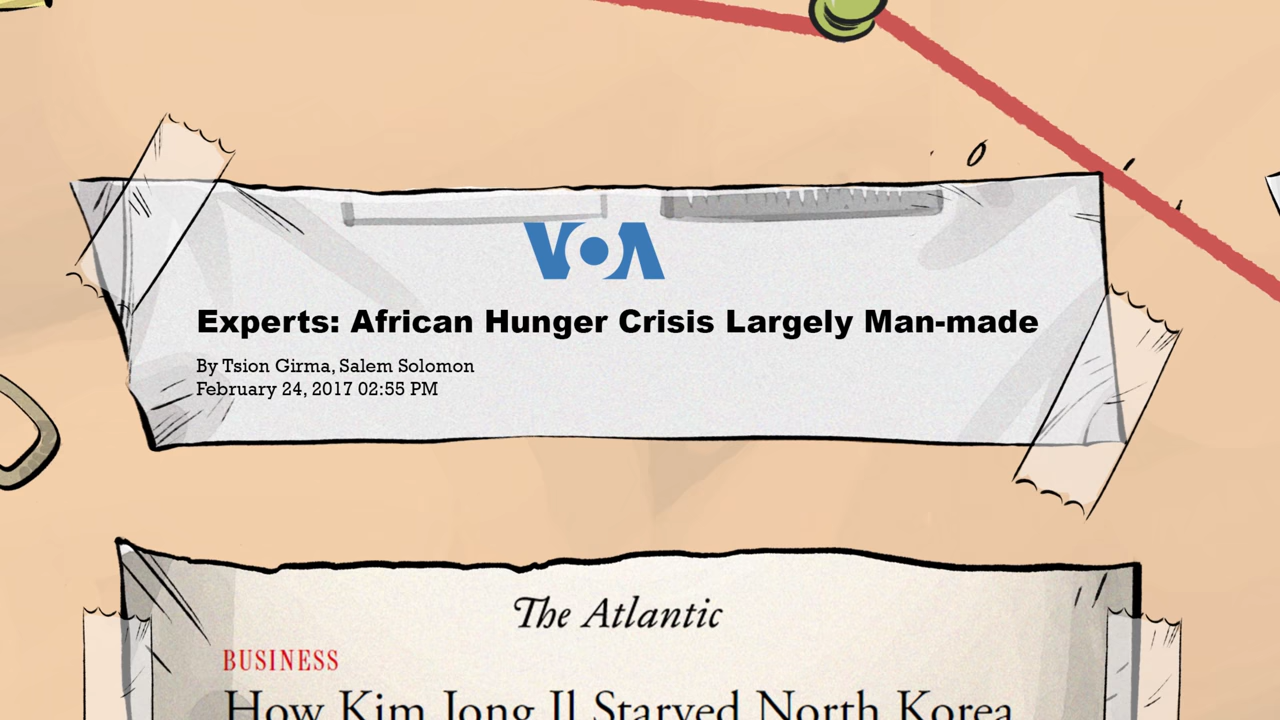 VOA
Experts: African Hunger Crisis Largely Man-made
By Tsion Girma, Salem Solomon
February 24, 2017 02:55 PM
The Atlantic
BUSINESS
How Kim Jong Il Starved North Korea